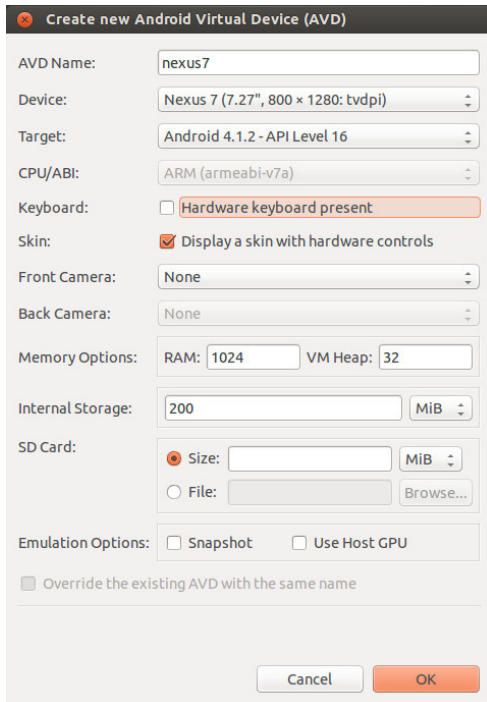 Create new Android Virtual Device (AVD)
AVD Name: nexus7
Device: Nexus 7 (7.27", 800 × 1280: tvdpi)
Target: Android 4.1.2 - API Level 16
CPU/ABI: ARM (armeabi-v7a)
Keyboard: Hardware keyboard present
Skin: Display a skin with hardware controls
Front Camera: None
Back Camera: None
Memory Options: RAM: 1024 VM Heap: 32
Internal Storage: 200 MiB
SD Card:
Size: MiB
File: Browse...
Emulation Options: Snapshot Use Host GPU
Override the existing AVD with the same name
Cancel OK